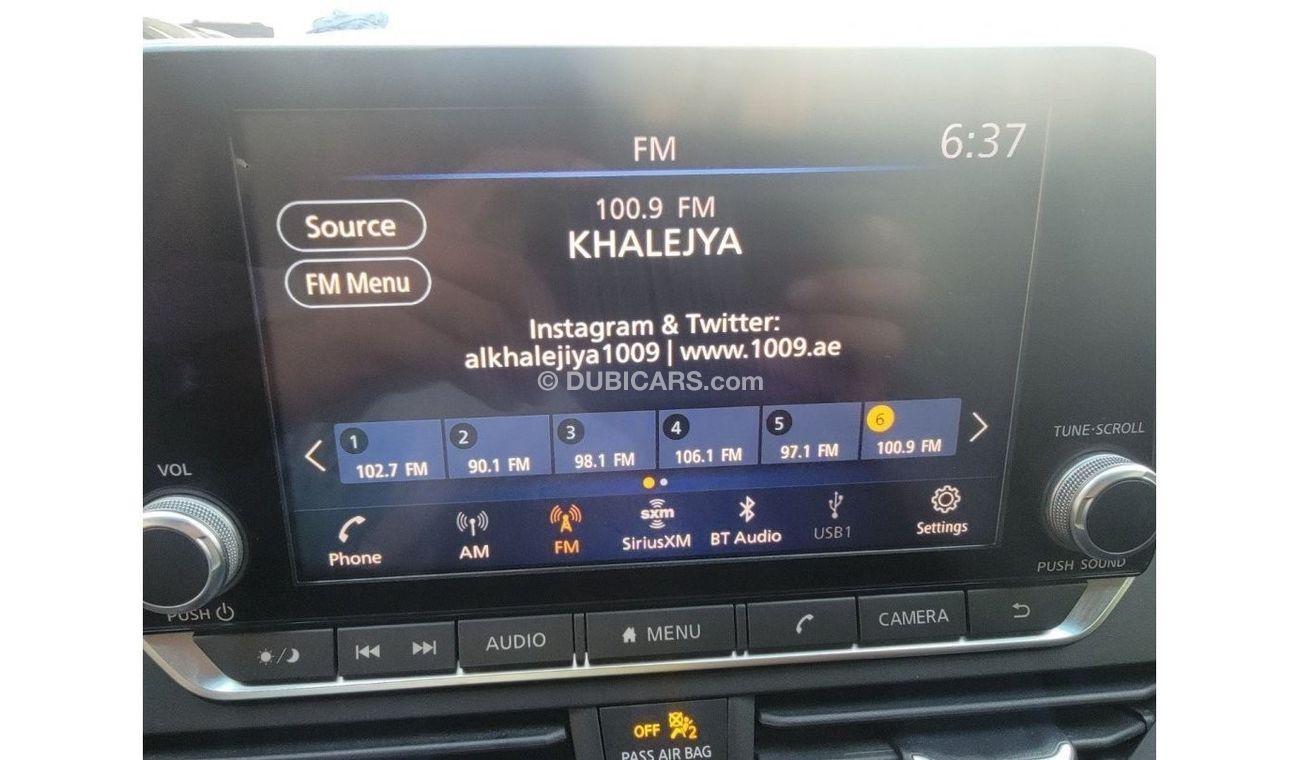 FM
6:37
100.9 FM
KHALEJYA
Source
FM Menu
Instagram & Twitter:
alkhalejiya1009 | www.1009.ae
© DUBICARS.com
1 2 3 4 5 6
102.7 FM 90.1 FM 98.1 FM 106.1 FM 97.1 FM 100.9 FM
VOL
TUNE·SCROLL
sxm
Phone AM FM SiriusXM BT Audio USB1 Settings
PUSH
PUSH SOUND
AUDIO MENU CAMERA
OFF 2
PASS AIR BAG